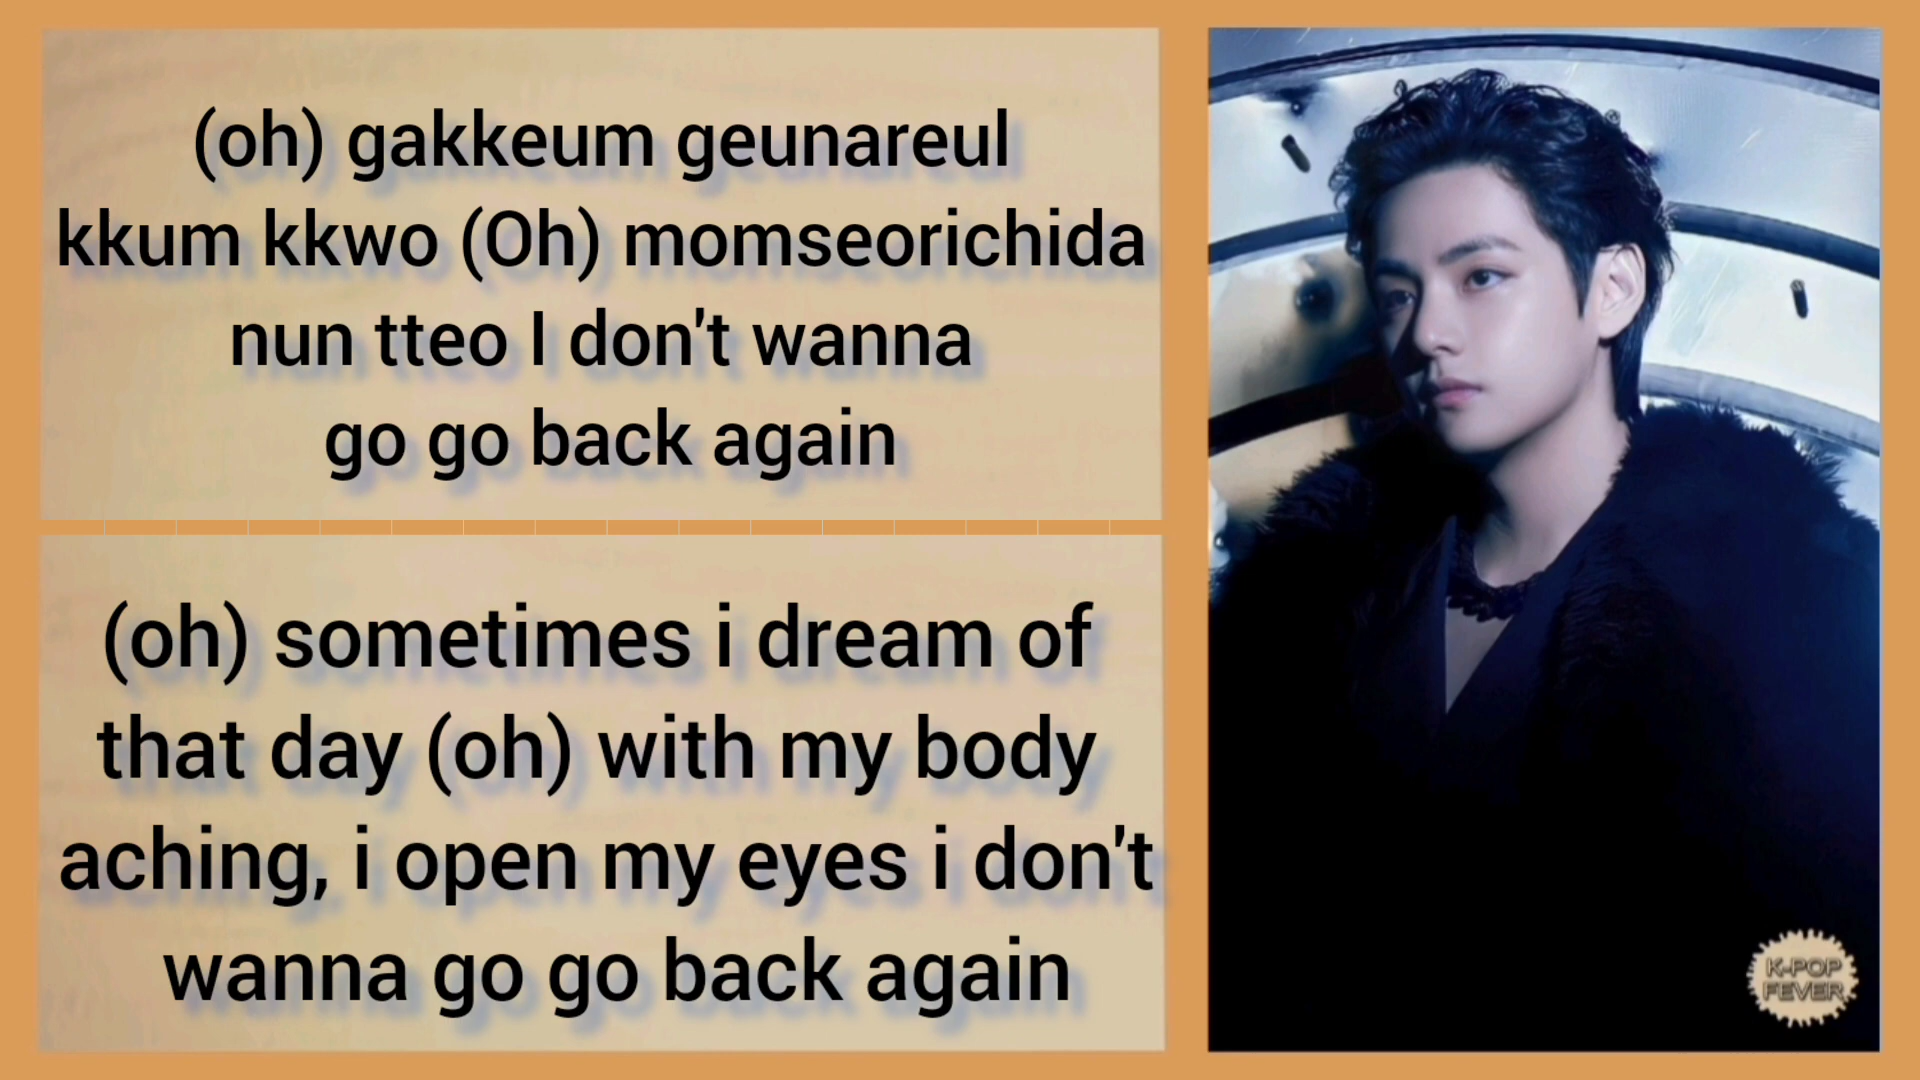 (oh) gakkeum geunareul
kkum kkwo (Oh) momseorichida
nun tteo I don't wanna
go go back again
(oh) sometimes i dream of
that day (oh) with my body
aching, i open my eyes i don't
wanna go go back again
K-POP
FEVER